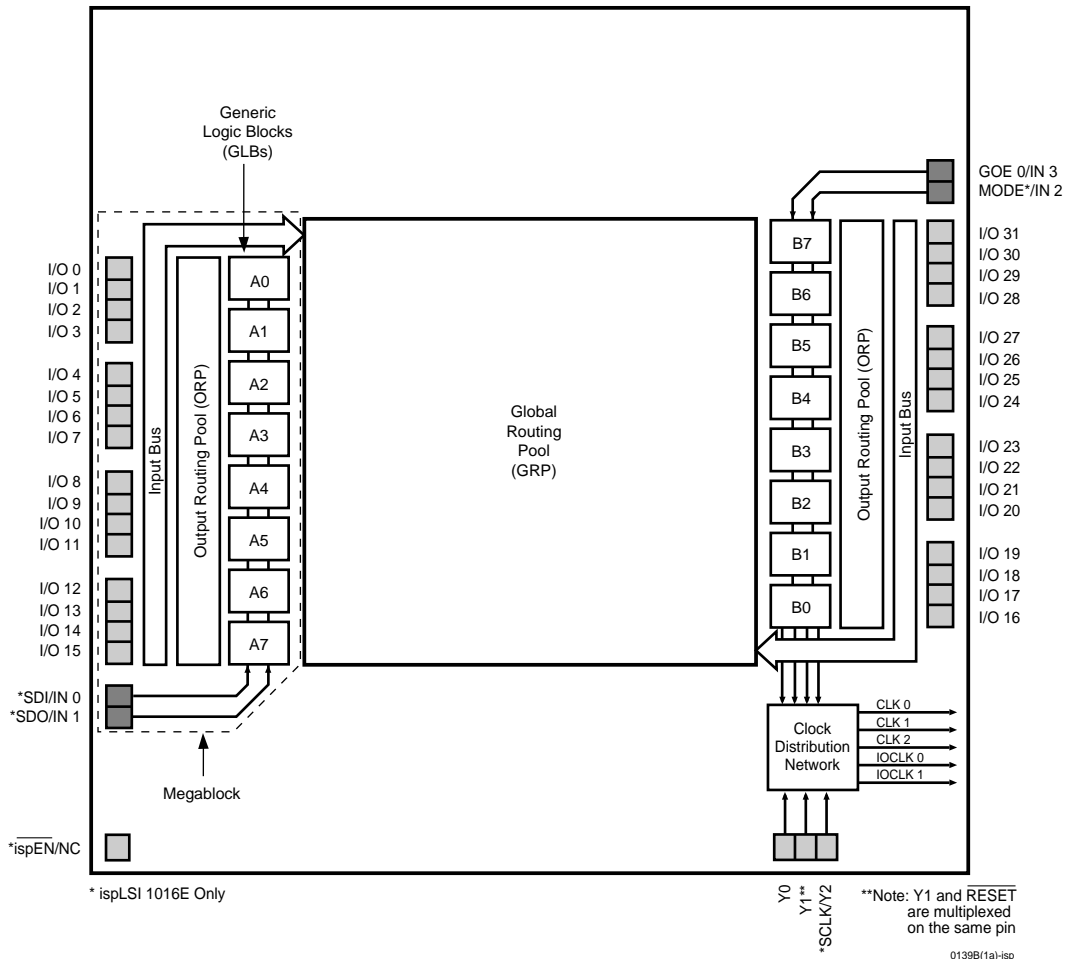 Generic
Logic Blocks
(GLBs)
GOE 0/IN 3
MODE*/IN 2
I/O 0
I/O 1
I/O 2
I/O 3
I/O 4
I/O 5
I/O 6
I/O 7
I/O 8
I/O 9
I/O 10
I/O 11
I/O 12
I/O 13
I/O 14
I/O 15
*SDI/IN 0
*SDO/IN 1
Input Bus
Output Routing Pool (ORP)
A0
A1
A2
A3
A4
A5
A6
A7
Global
Routing
Pool
(GRP)
B7
B6
B5
B4
B3
B2
B1
B0
Output Routing Pool (ORP)
Input Bus
I/O 31
I/O 30
I/O 29
I/O 28
I/O 27
I/O 26
I/O 25
I/O 24
I/O 23
I/O 22
I/O 21
I/O 20
I/O 19
I/O 18
I/O 17
I/O 16
Clock
Distribution
Network
CLK 0
CLK 1
CLK 2
IOCLK 0
IOCLK 1
Megablock
*ispEN/NC
* ispLSI 1016E Only
Y0
Y1**
*SCLK/Y2
**Note: Y1 and RESET
are multiplexed
on the same pin
0139B(1a)-isp